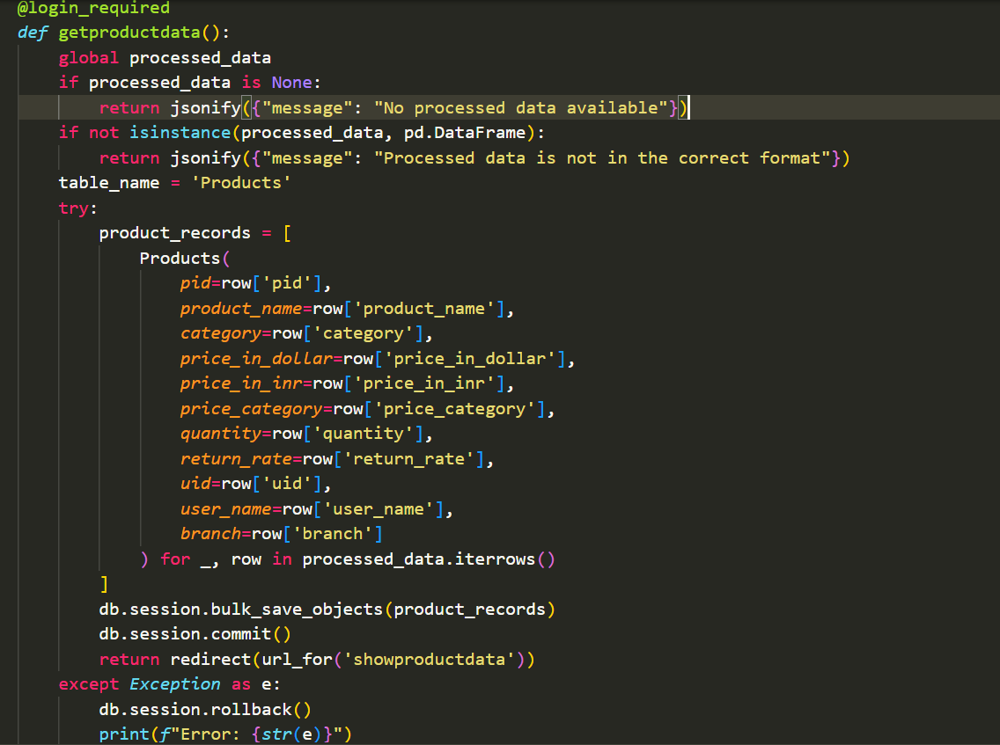 @login_required
def getproductdata():
    global processed_data
    if processed_data is None:
        return jsonify({"message": "No processed data available"})
    if not isinstance(processed_data, pd.DataFrame):
        return jsonify({"message": "Processed data is not in the correct format"})
    table_name = 'Products'
    try:
        product_records = [
            Products(
                pid=row['pid'],
                product_name=row['product_name'],
                category=row['category'],
                price_in_dollar=row['price_in_dollar'],
                price_in_inr=row['price_in_inr'],
                price_category=row['price_category'],
                quantity=row['quantity'],
                return_rate=row['return_rate'],
                uid=row['uid'],
                user_name=row['user_name'],
                branch=row['branch']
            ) for _, row in processed_data.iterrows()
        ]
        db.session.bulk_save_objects(product_records)
        db.session.commit()
        return redirect(url_for('showproductdata'))
    except Exception as e:
        db.session.rollback()
        print(f"Error: {str(e)}")